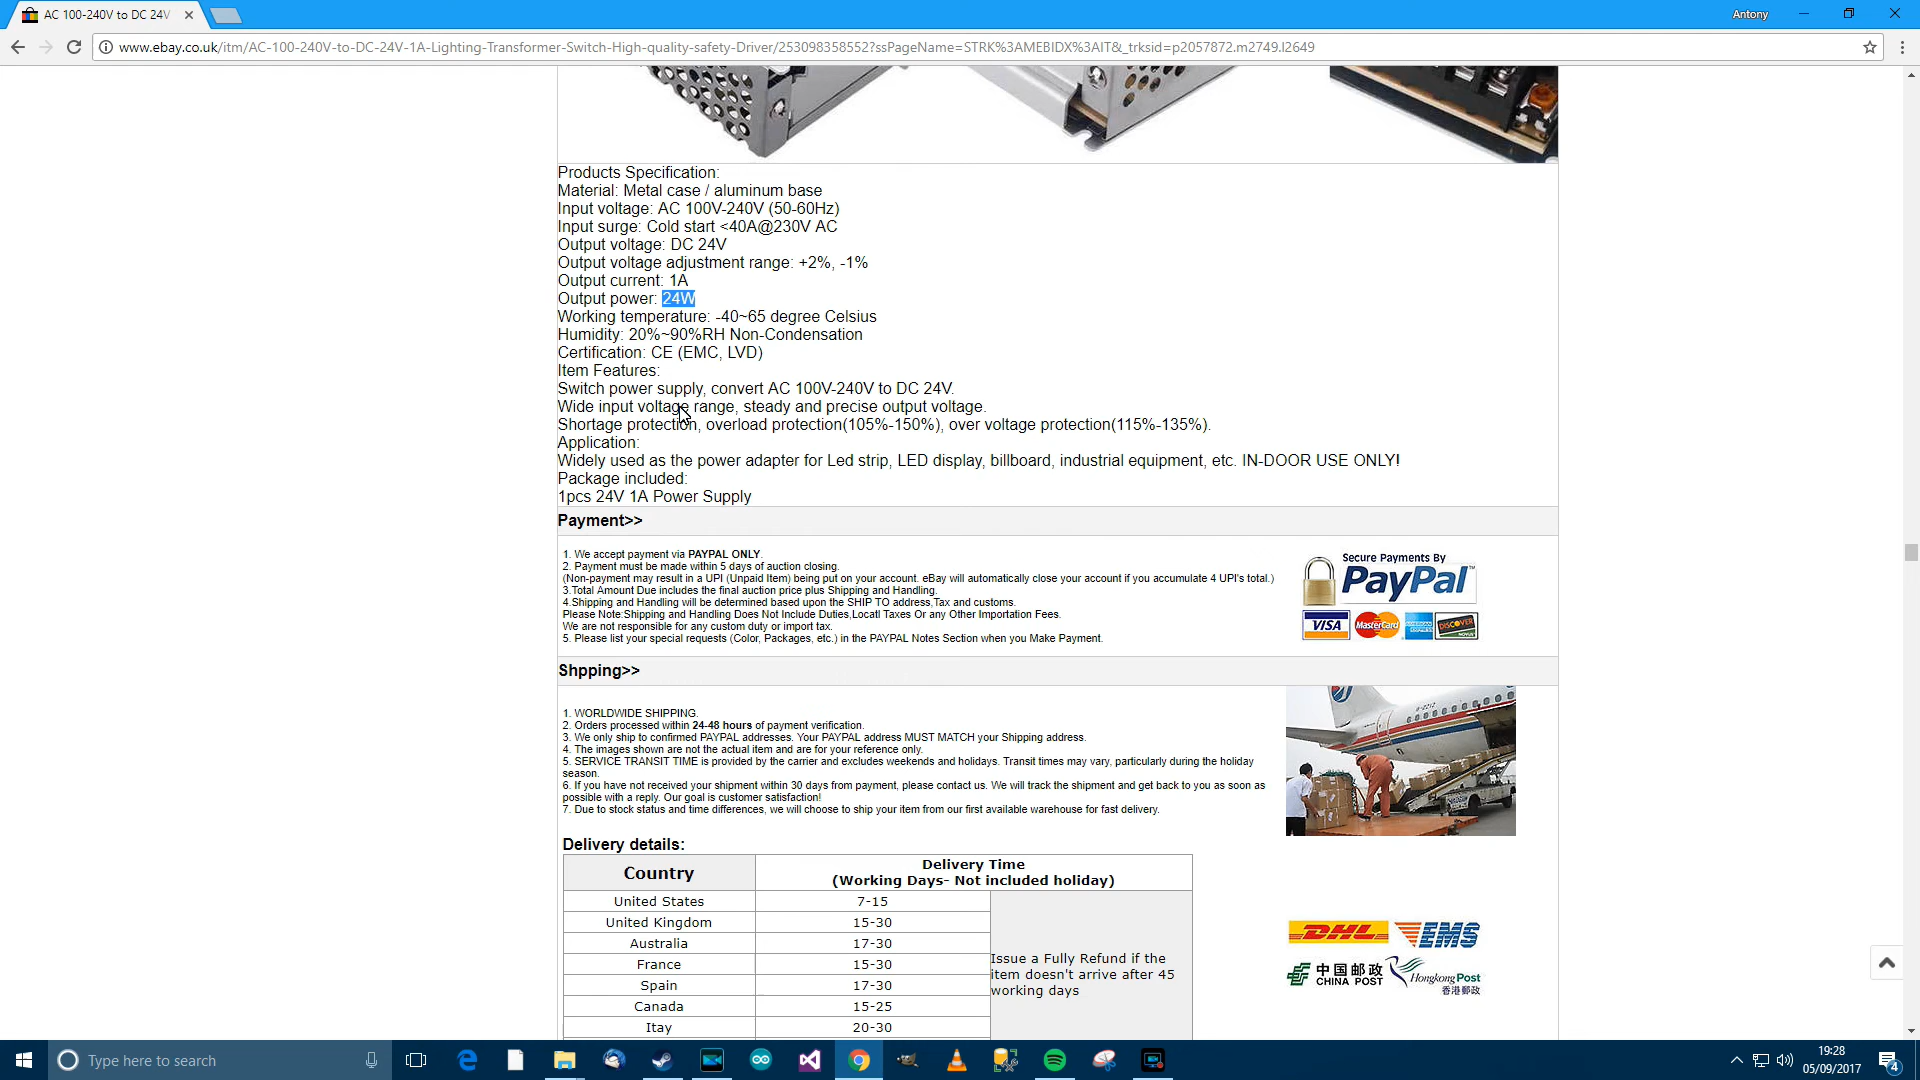 AC 100-240V to DC 24V
Antony
www.ebay.co.uk/itm/AC-100-240V-to-DC-24V-1A-Lighting-Transformer-Switch-High-quality-safety-Driver/253098358552?ssPageName=STRK%3AMEBIDX%3AIT&_trksid=p2057872.m2749.l2649
Products Specification:
Material: Metal case / aluminum base
Input voltage: AC 100V-240V (50-60Hz)
Input surge: Cold start <40A@230V AC
Output voltage: DC 24V
Output voltage adjustment range: +2%, -1%
Output current: 1A
Output power: 24W
Working temperature: -40~65 degree Celsius
Humidity: 20%~90%RH Non-Condensation
Certification: CE (EMC, LVD)
Item Features:
Switch power supply, convert AC 100V-240V to DC 24V.
Wide input voltage range, steady and precise output voltage.
Shortage protection, overload protection(105%-150%), over voltage protection(115%-135%).
Application:
Widely used as the power adapter for Led strip, LED display, billboard, industrial equipment, etc. IN-DOOR USE ONLY!
Package included:
1pcs 24V 1A Power Supply
Payment>>
1. We accept payment via PAYPAL ONLY.
2. Payment must be made within 5 days of auction closing.
(Non-payment may result in a UPI (Unpaid Item) being put on your account. eBay will automatically close your account if you accumulate 4 UPI's total.)
3.Total Amount Due includes the final auction price plus Shipping and Handling.
4.Shipping and Handling will be determined based upon the SHIP TO address,Tax and customs.
Please Note:Shipping and Handling Does Not Include Duties,Locatl Taxes Or any Other Importation Fees.
We are not responsible for any custom duty or import tax.
5. Please list your special requests (Color, Packages, etc.) in the PAYPAL Notes Section when you Make Payment.
Secure Payments By
PayPal
VISA MasterCard AMERICAN EXPRESS DISCOVER NOVUS
Shpping>>
1. WORLDWIDE SHIPPING.
2. Orders processed within 24-48 hours of payment verification.
3. We only ship to confirmed PAYPAL addresses. Your PAYPAL address MUST MATCH your Shipping address.
4. The images shown are not the actual item and are for your reference only.
5. SERVICE TRANSIT TIME is provided by the carrier and excludes weekends and holidays. Transit times may vary, particularly during the holiday
season.
6. If you have not received your shipment within 30 days from payment, please contact us. We will track the shipment and get back to you as soon as
possible with a reply. Our goal is customer satisfaction!
7. Due to stock status and time differences, we will choose to ship your item from our first available warehouse for fast delivery.
Delivery details:
Country Delivery Time
(Working Days- Not included holiday)
United States 7-15
United Kingdom 15-30
Australia 17-30
France 15-30
Spain 17-30
Canada 15-25
Itay 20-30
Issue a Fully Refund if the
item doesn't arrive after 45
working days
DHL EMS
中国邮政
CHINA POST
Hongkong Post
香港郵政
Type here to search
19:28
05/09/2017
4